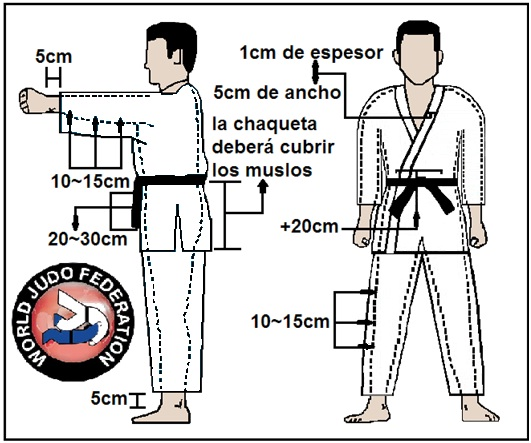 5cm
10~15cm
20~30cm
5cm
WORLD JUDO FEDERATION
1cm de espesor
5cm de ancho
la chaqueta
deberá cubrir
los muslos
+20cm
10~15cm